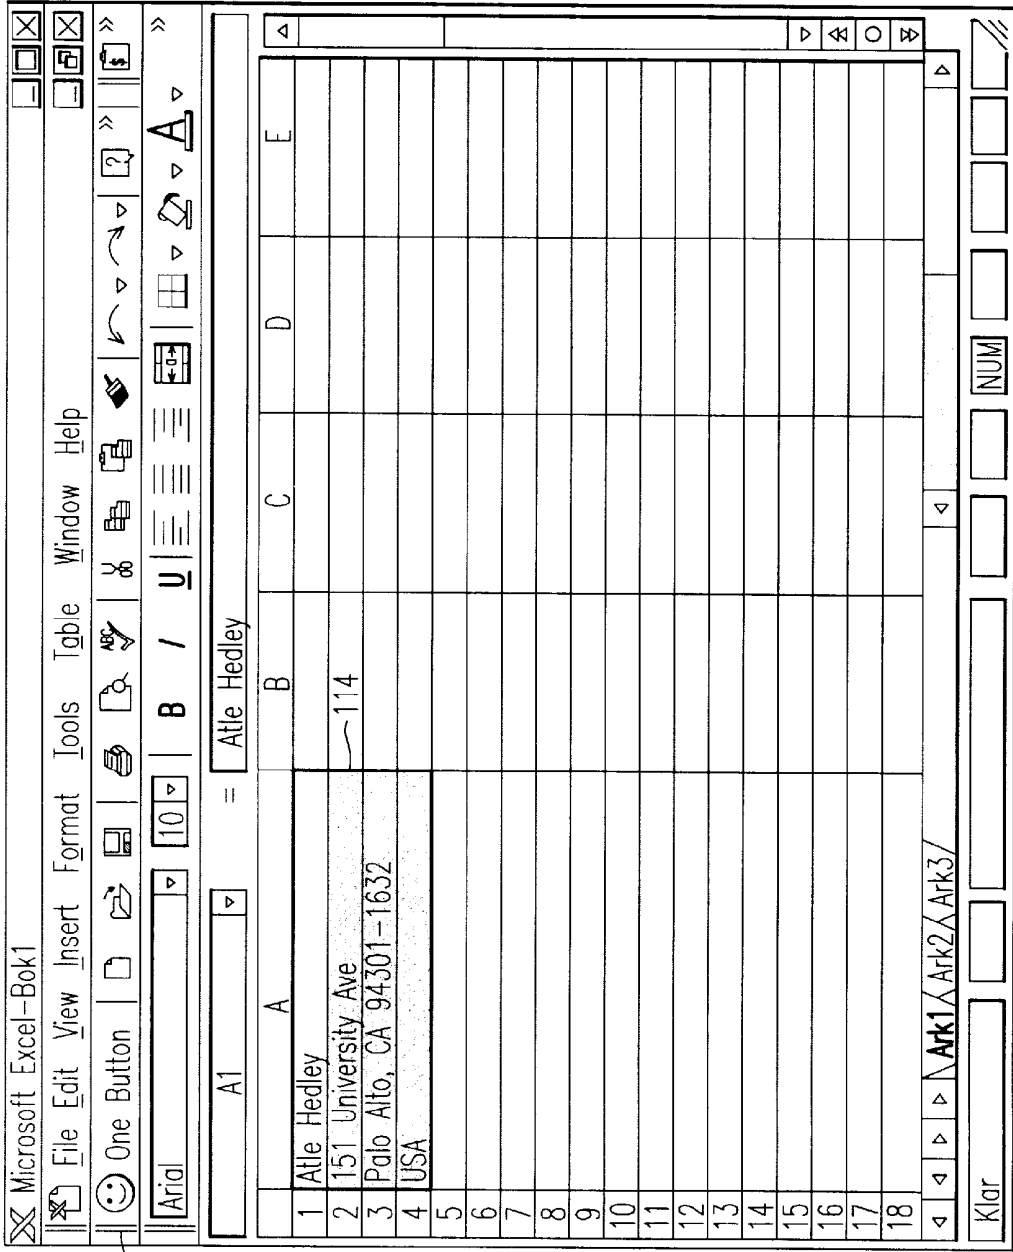 Microsoft Excel–Bok1
File Edit View Insert Format Tools Table Window Help
One Button ABC ? $ »
Arial 10 B / U A »
A1 = Atle Hedley
A B C D E
1 Atle Hedley
2 151 University Ave 114
3 Palo Alto, CA 94301–1632
4 USA
5
6
7
8
9
10
11
12
13
14
15
16
17
18
Ark1 Ark2 Ark3
Klar NUM